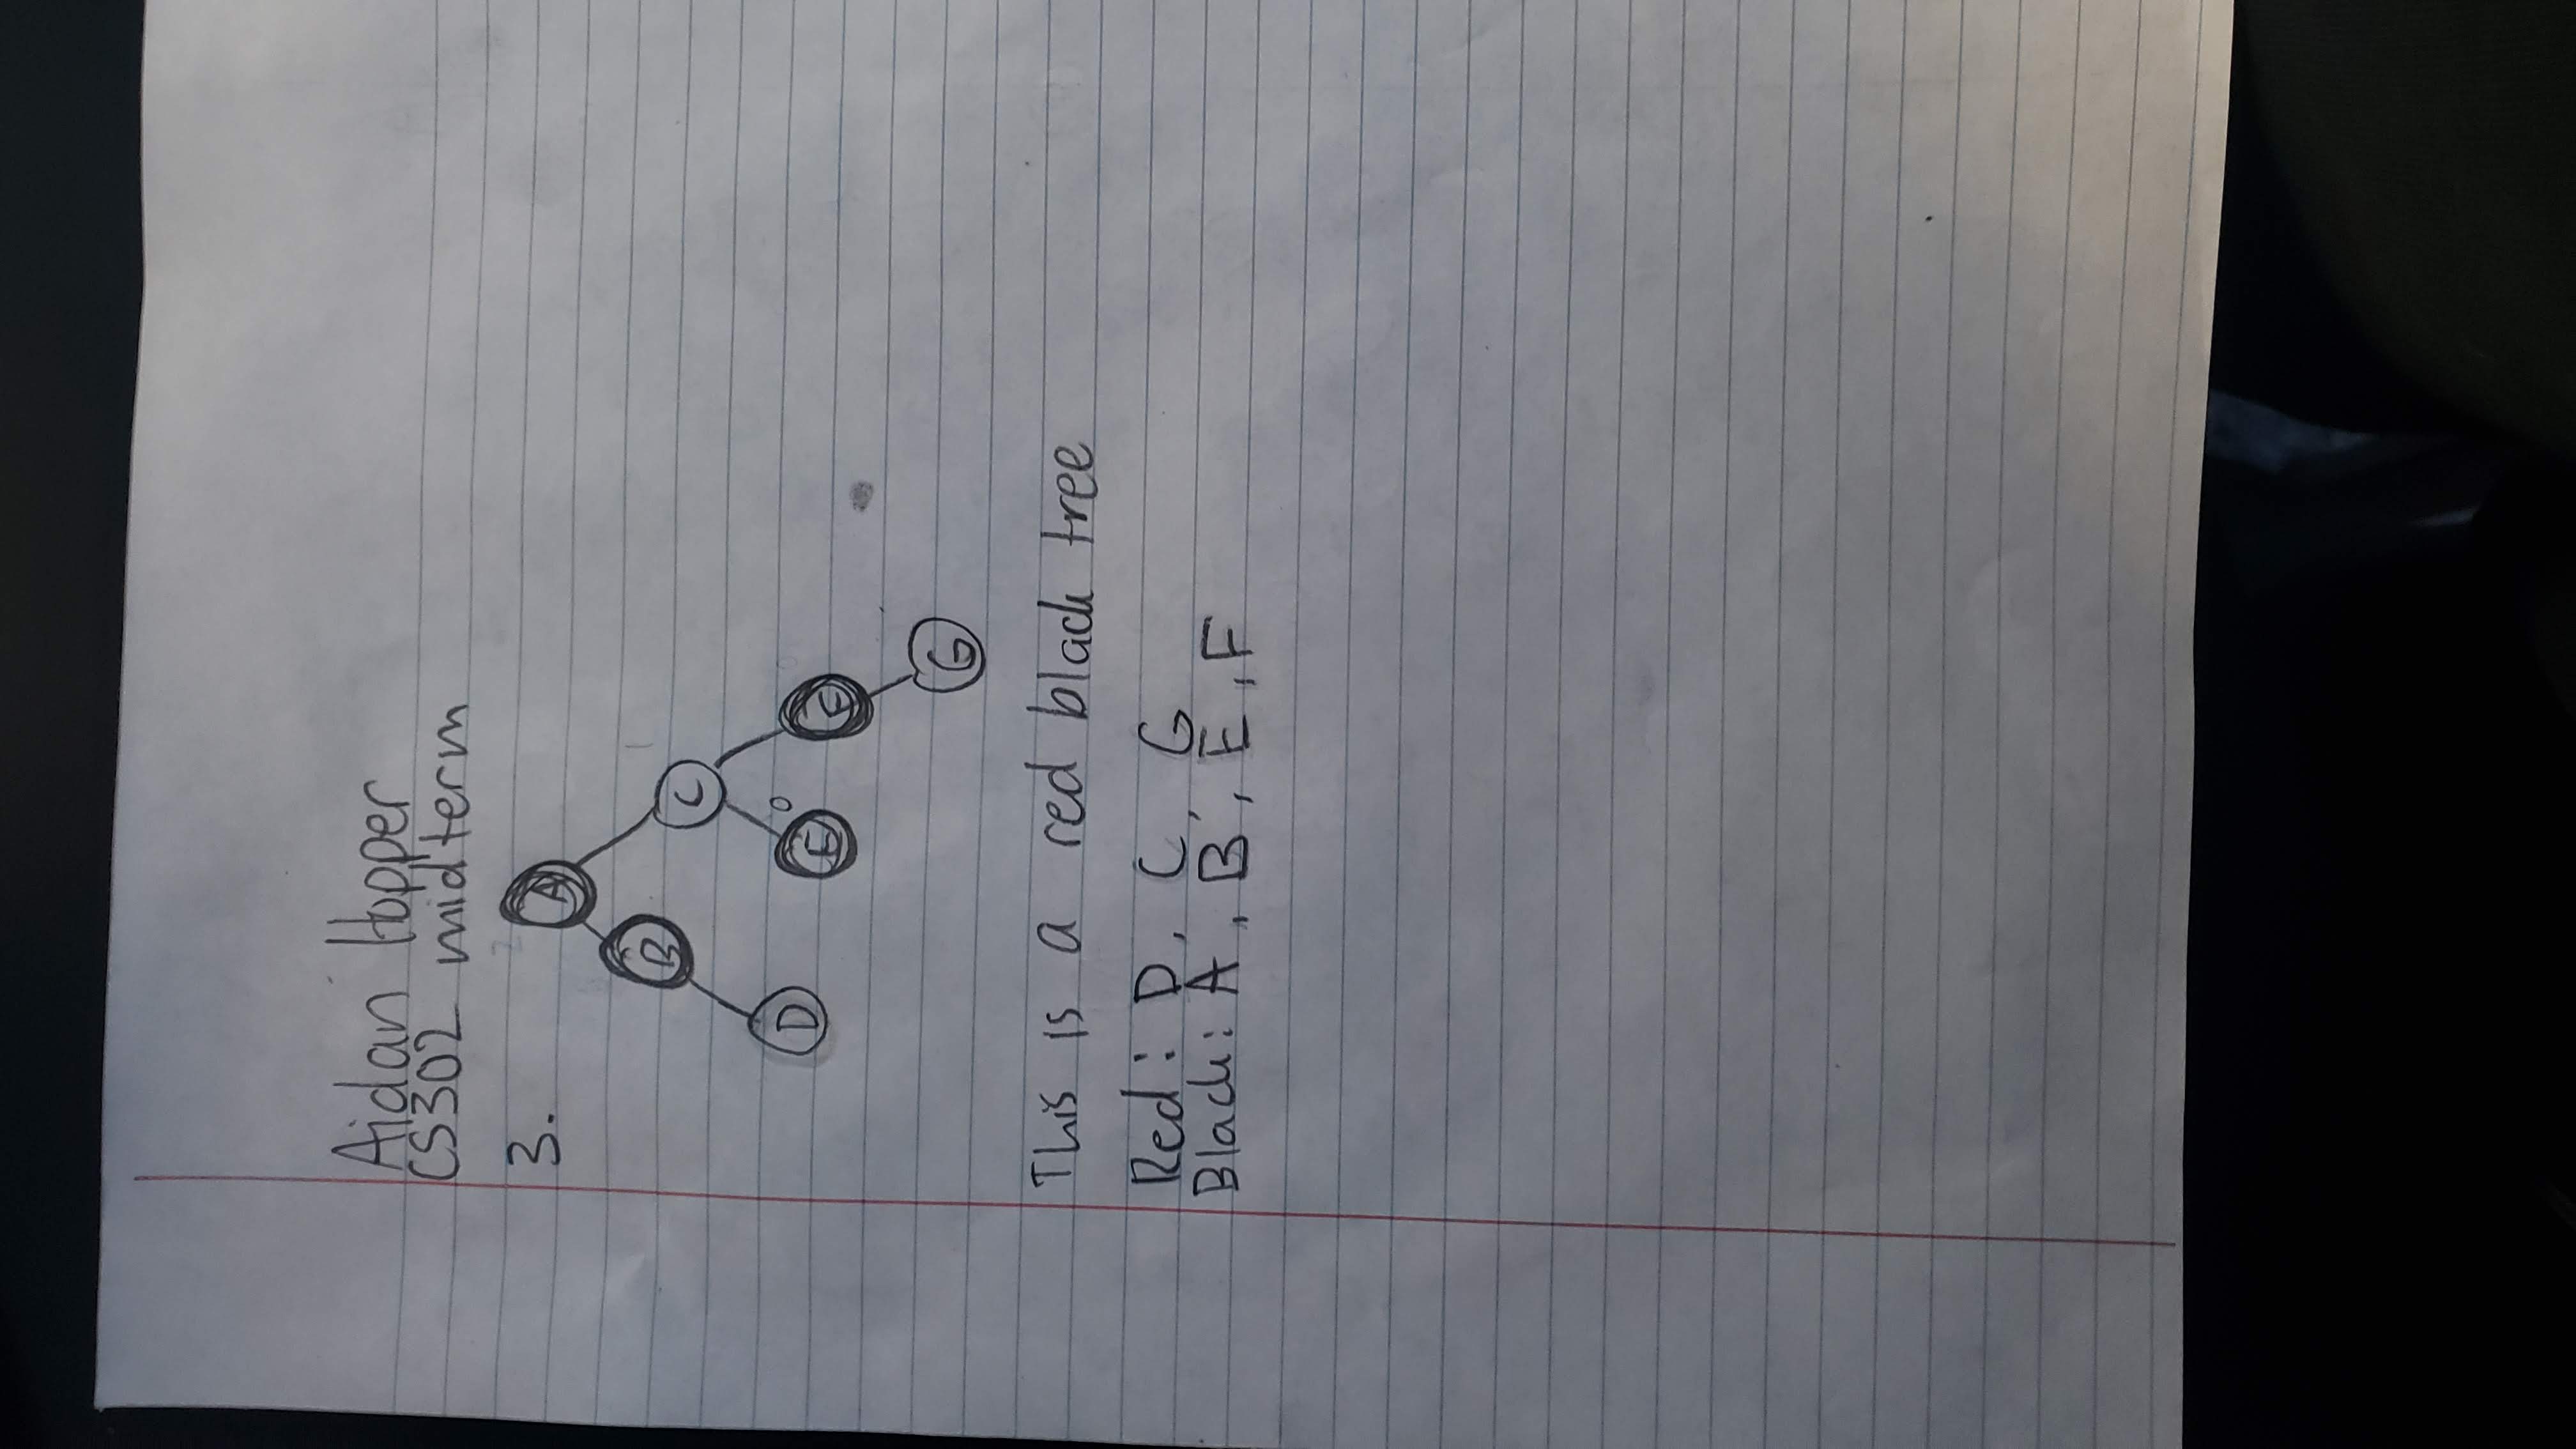 Aidan Hopper
CS302 midterm
3.
A
B
C
D
E
F
G
This is a red black tree
Red: D, C, G
Black: A, B, E, F